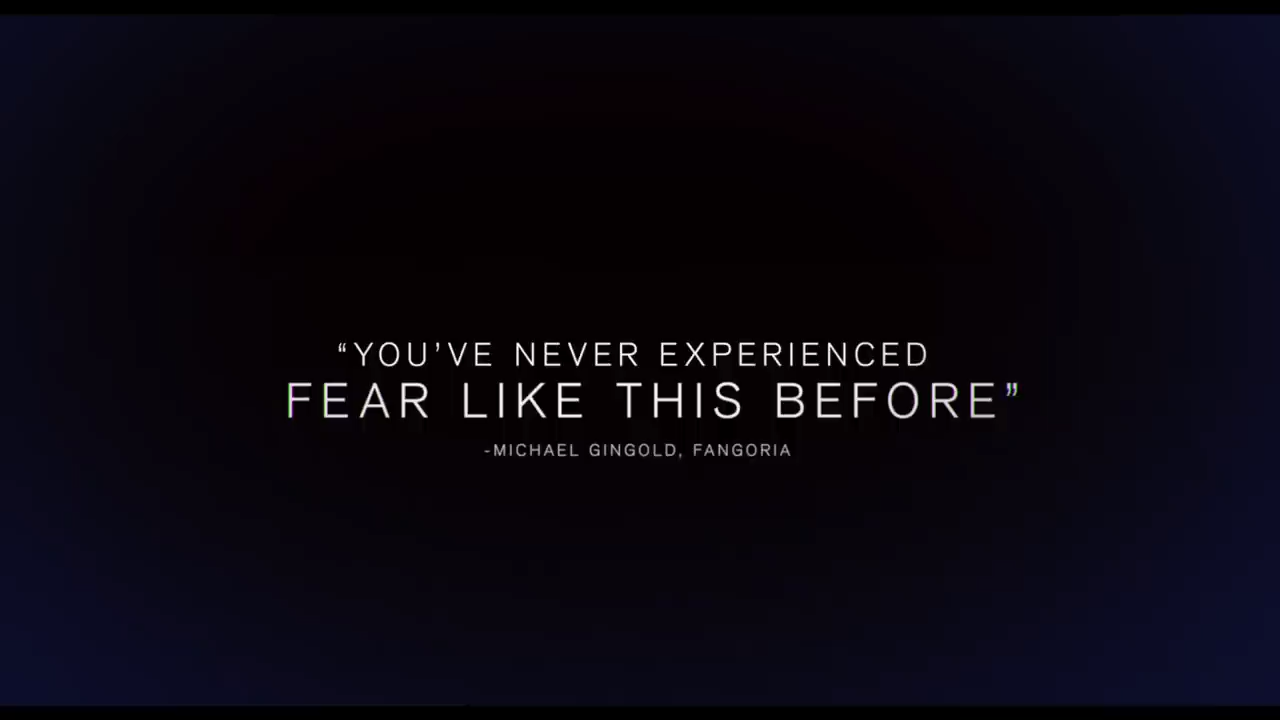 “YOU’VE NEVER EXPERIENCED
FEAR LIKE THIS BEFORE”
-MICHAEL GINGOLD, FANGORIA